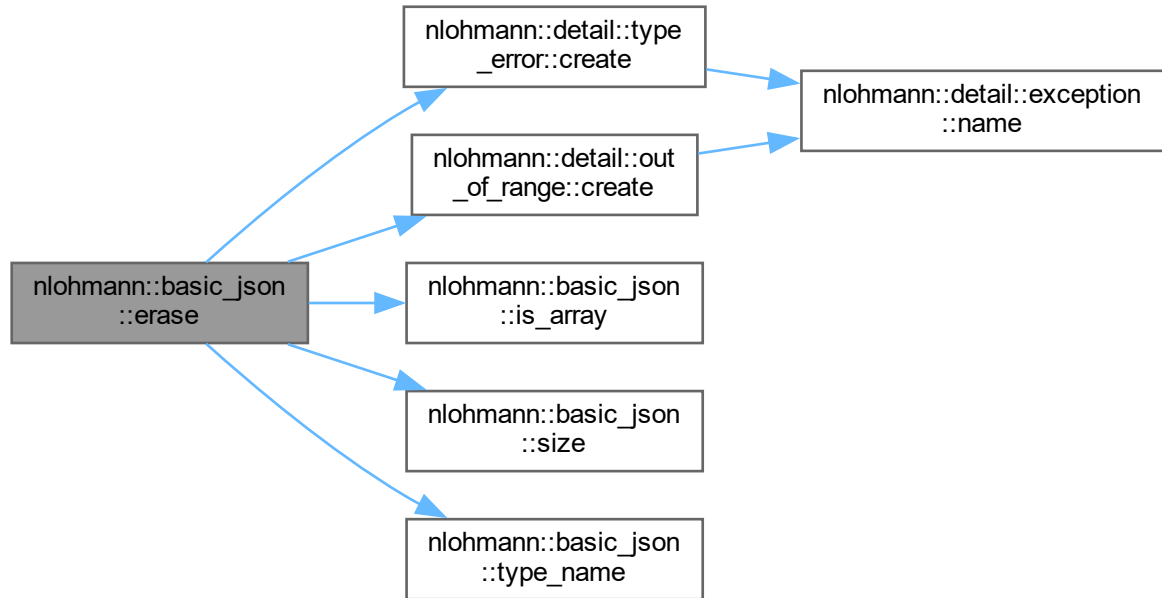 nlohmann::detail::type
_error::create
nlohmann::detail::exception
::name
nlohmann::detail::out
_of_range::create
nlohmann::basic_json
::erase
nlohmann::basic_json
::is_array
nlohmann::basic_json
::size
nlohmann::basic_json
::type_name